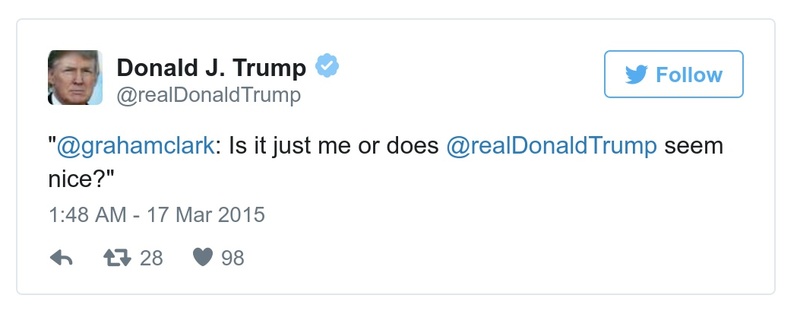 Donald J. Trump
@realDonaldTrump
Follow
"@grahamclark: Is it just me or does @realDonaldTrump seem
nice?"
1:48 AM - 17 Mar 2015
28 98